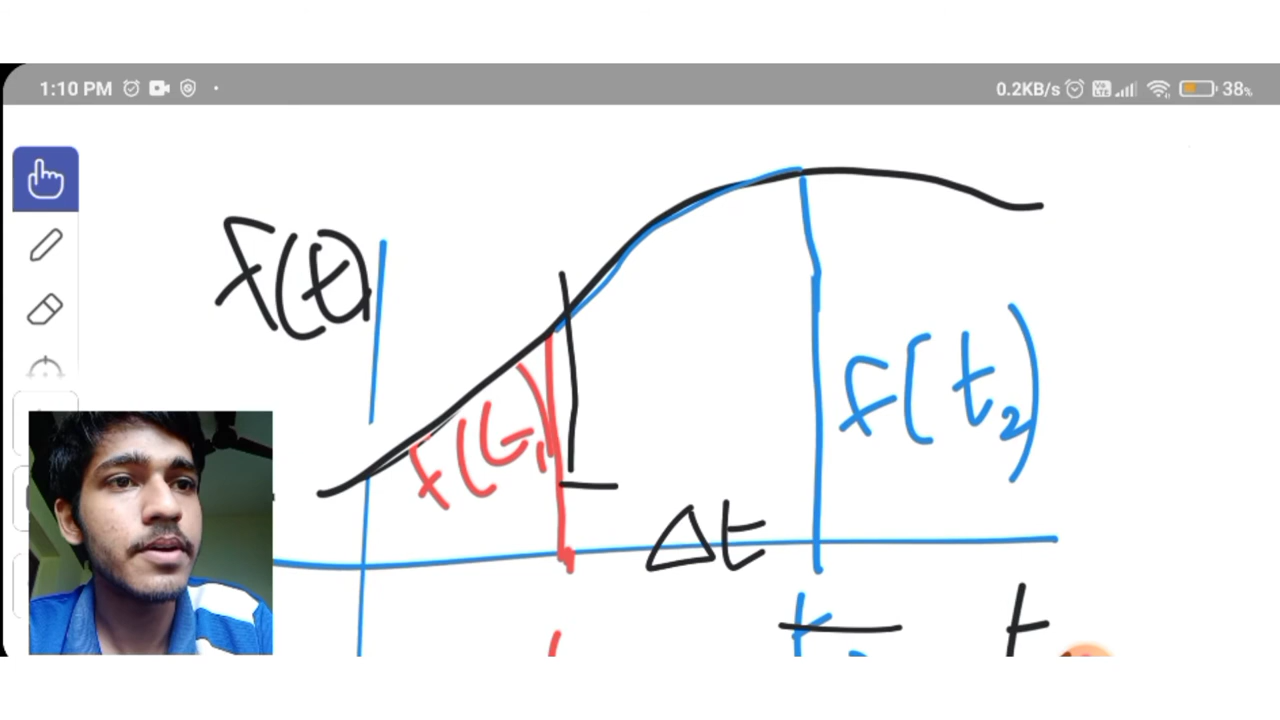 1:10 PM
0.2KB/s
38%
f(t)
f(t₁)
f(t₂)
Δt
t